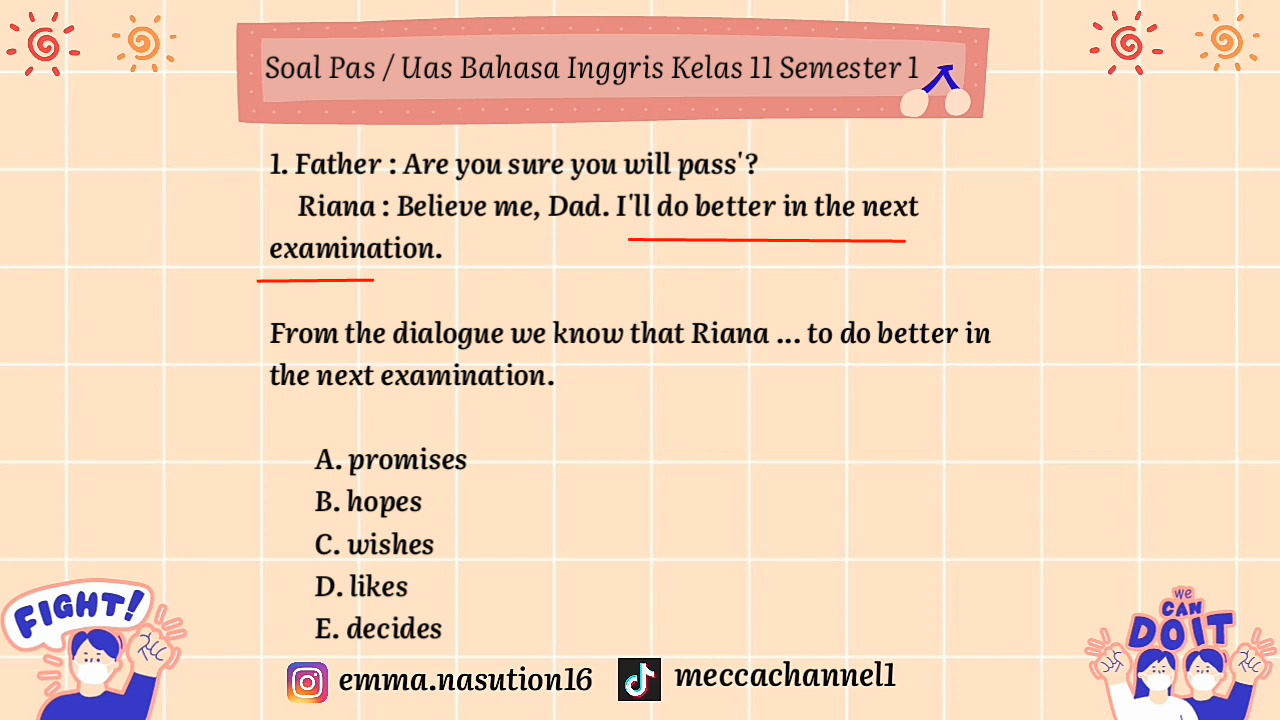 Soal Pas / Uas Bahasa Inggris Kelas 11 Semester 1
1. Father : Are you sure you will pass'?
Riana : Believe me, Dad. I'll do better in the next
examination.
From the dialogue we know that Riana ... to do better in
the next examination.
A. promises
B. hopes
C. wishes
D. likes
E. decides
FIGHT!
WE
CAN
DO IT
emma.nasution16
meccachannel1